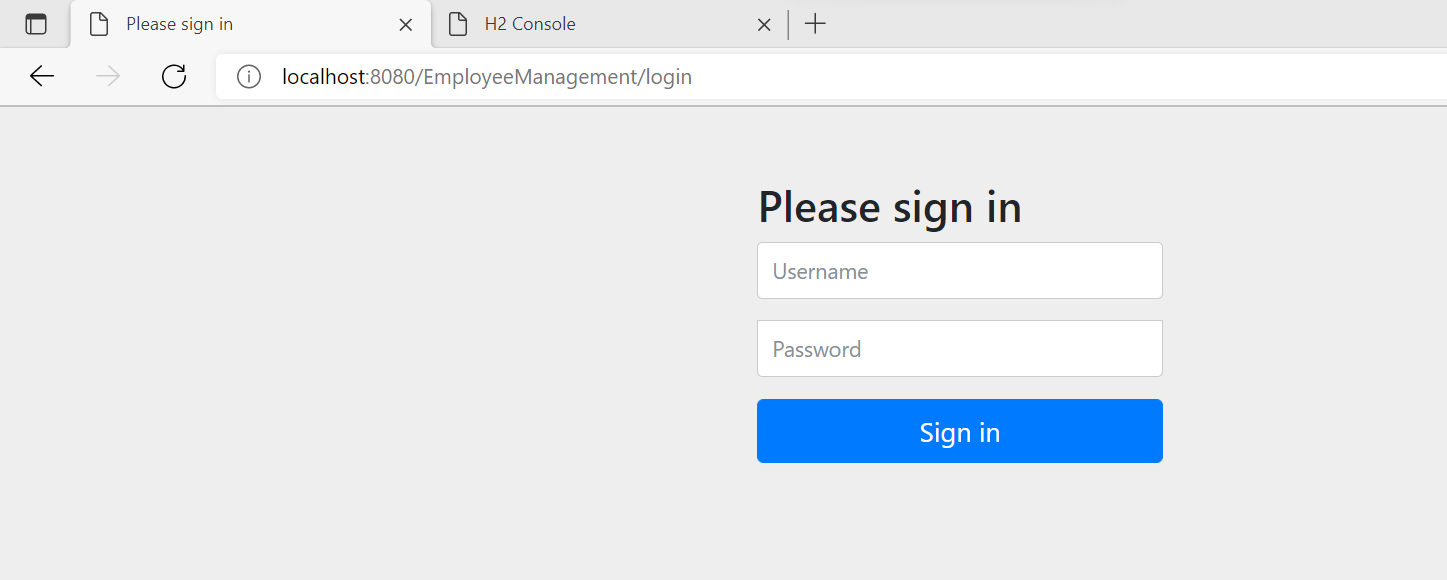 Please sign in
H2 Console
localhost:8080/EmployeeManagement/login
Please sign in
Username
Password
Sign in